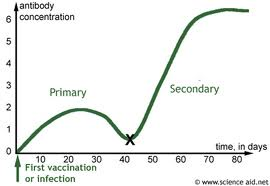 antibody
concentration
6
5
4
3
2
1
0
Primary
Secondary
X
time, in days
10 20 30 40 50 60 70 80
First vaccination
or infection
© www.science aid.net